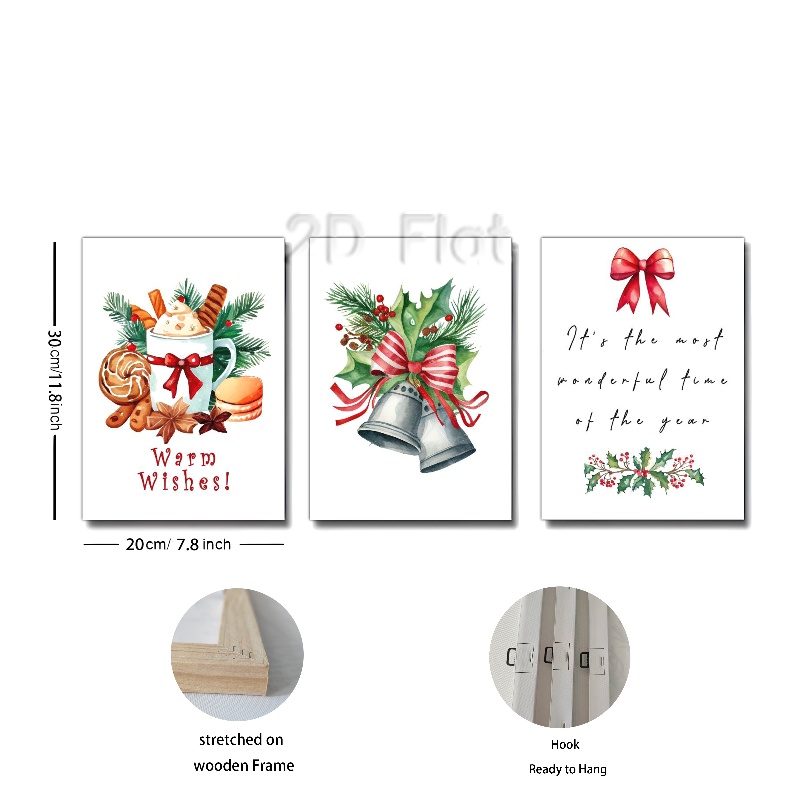 2D Flat
30cm/11.8inch
Warm
Wishes!
It's the most
wonderful time
of the year
20cm/ 7.8 inch
stretched on
wooden Frame
Hook
Ready to Hang